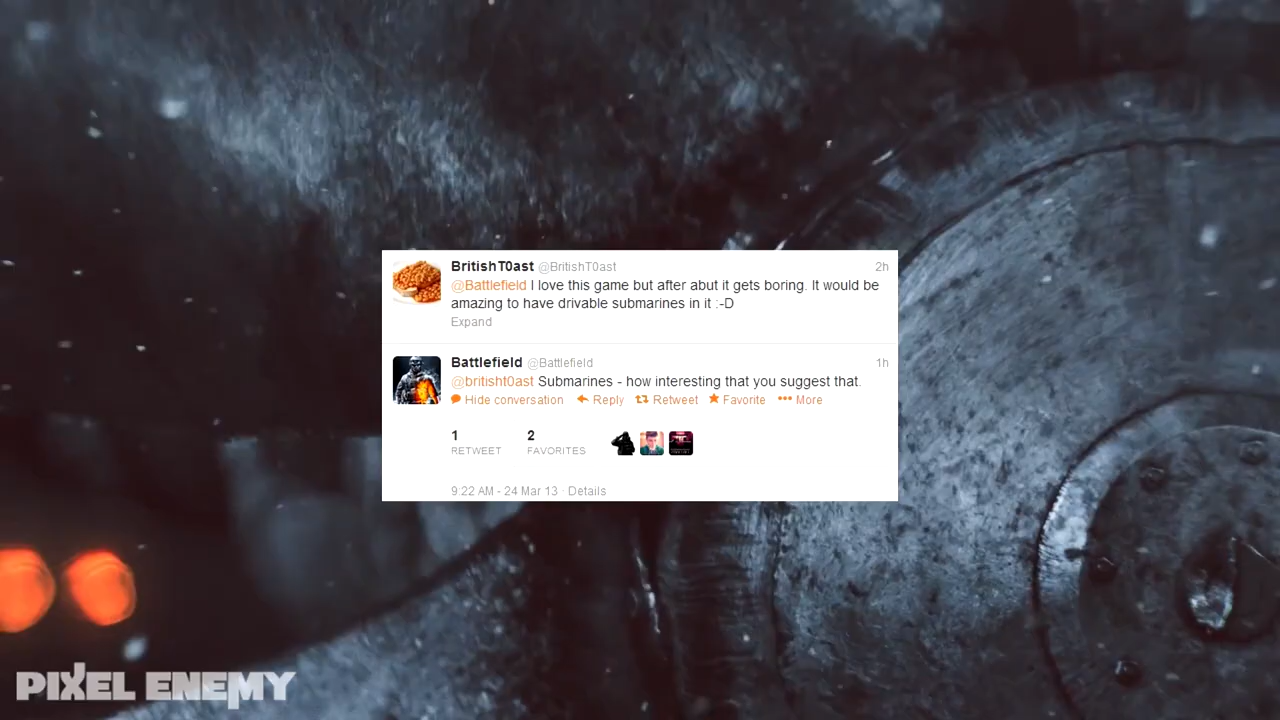 BritishT0ast @BritishT0ast 2h
@Battlefield I love this game but after abut it gets boring. It would be
amazing to have drivable submarines in it :-D
Expand
Battlefield @Battlefield 1h
@britisht0ast Submarines - how interesting that you suggest that.
Hide conversation Reply Retweet Favorite More
1 2
RETWEET FAVORITES
9:22 AM - 24 Mar 13 · Details
PIXEL ENEMY